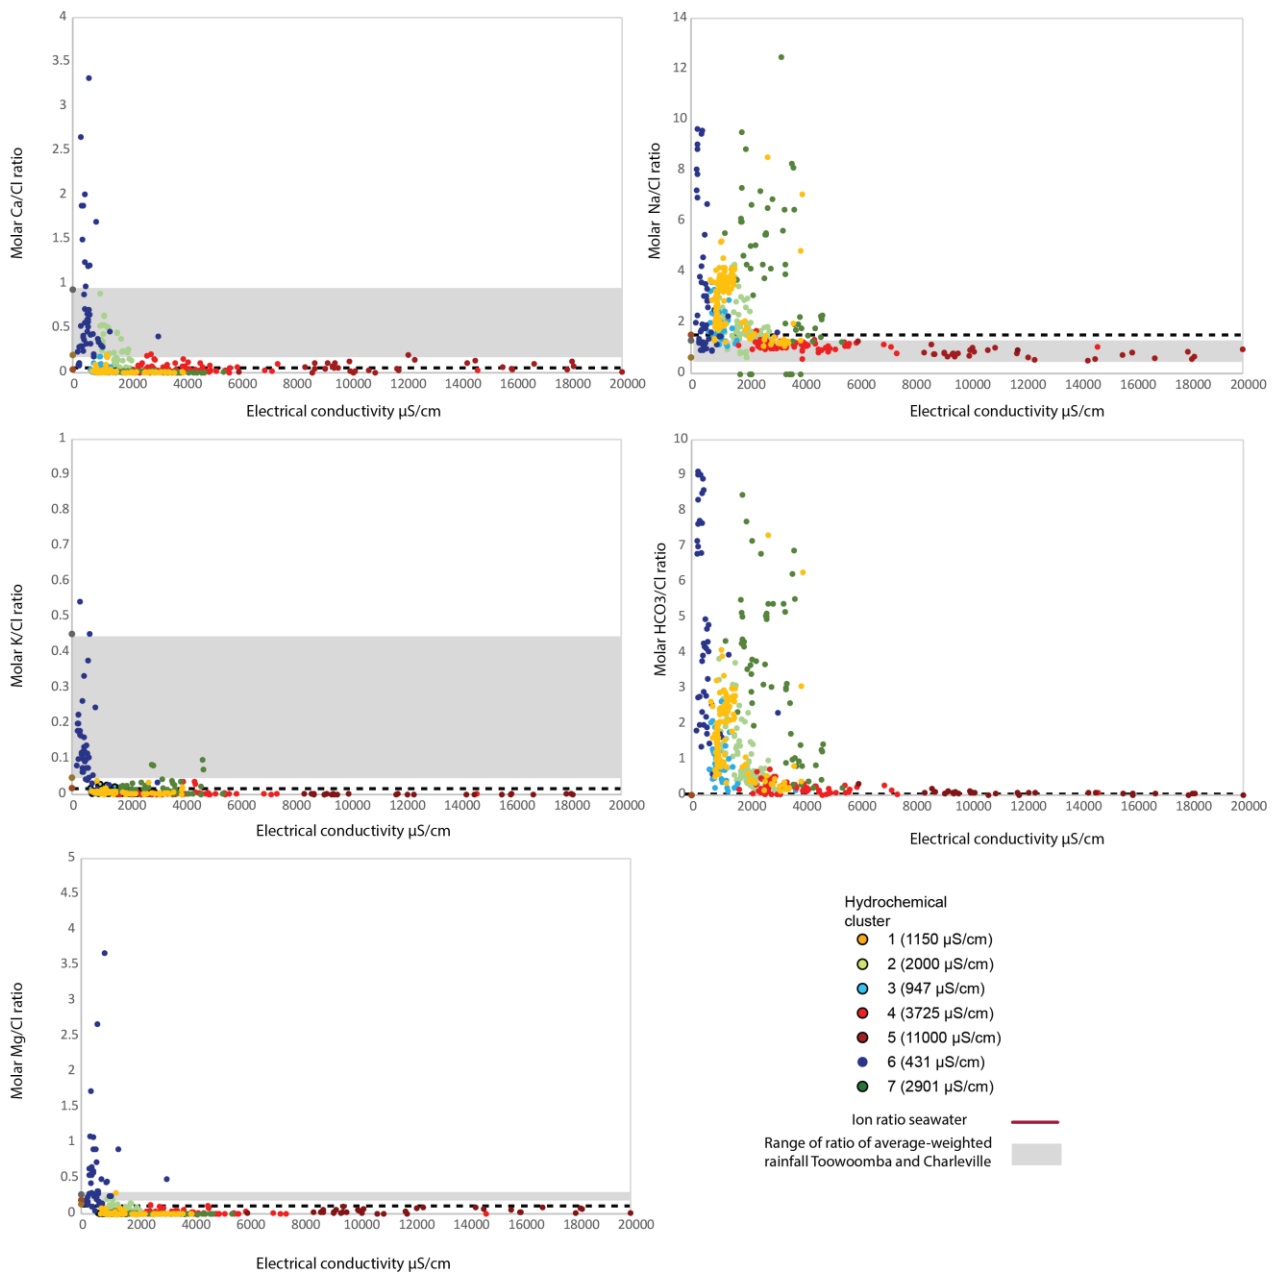 4
3.5
3
2.5
2
1.5
1
0.5
0
Molar Ca/Cl ratio
0 2000 4000 6000 8000 10000 12000 14000 16000 18000 20000
Electrical conductivity µS/cm
14
12
10
8
6
4
2
0
Molar Na/Cl ratio
0 2000 4000 6000 8000 10000 12000 14000 16000 18000 20000
Electrical conductivity µS/cm
1
0.9
0.8
0.7
0.6
0.5
0.4
0.3
0.2
0.1
0
Molar K/Cl ratio
0 2000 4000 6000 8000 10000 12000 14000 16000 18000 20000
Electrical conductivity µS/cm
10
9
8
7
6
5
4
3
2
1
0
Molar HCO3/Cl ratio
0 2000 4000 6000 8000 10000 12000 14000 16000 18000 20000
Electrical conductivity µS/cm
5
4.5
4
3.5
3
2.5
2
1.5
1
0.5
0
Molar Mg/Cl ratio
0 2000 4000 6000 8000 10000 12000 14000 16000 18000 20000
Electrical conductivity µS/cm
Hydrochemical
cluster
1 (1150 µS/cm)
2 (2000 µS/cm)
3 (947 µS/cm)
4 (3725 µS/cm)
5 (11000 µS/cm)
6 (431 µS/cm)
7 (2901 µS/cm)
Ion ratio seawater
Range of ratio of average-weighted
rainfall Toowoomba and Charleville